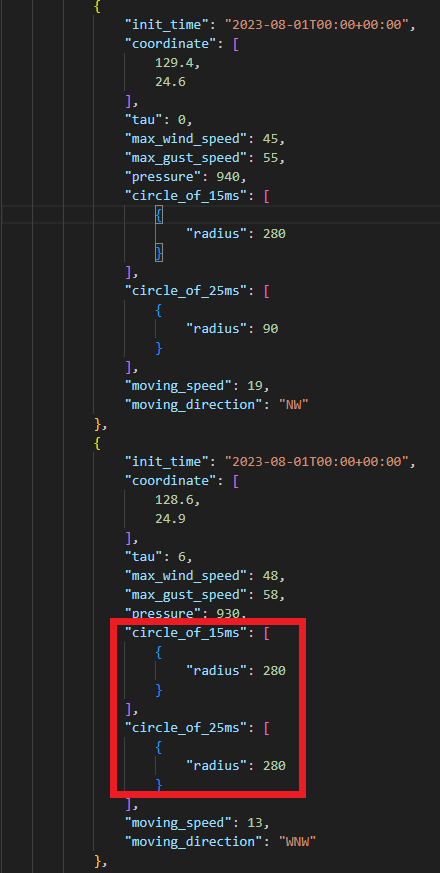 {
"init_time": "2023-08-01T00:00+00:00",
"coordinate": [
129.4,
24.6
],
"tau": 0,
"max_wind_speed": 45,
"max_gust_speed": 55,
"pressure": 940,
"circle_of_15ms": [
{
"radius": 280
}
],
"circle_of_25ms": [
{
"radius": 90
}
],
"moving_speed": 19,
"moving_direction": "NW"
},
{
"init_time": "2023-08-01T00:00+00:00",
"coordinate": [
128.6,
24.9
],
"tau": 6,
"max_wind_speed": 48,
"max_gust_speed": 58,
"pressure": 930,
"circle_of_15ms": [
{
"radius": 280
}
],
"circle_of_25ms": [
{
"radius": 280
}
],
"moving_speed": 13,
"moving_direction": "WNW"
},